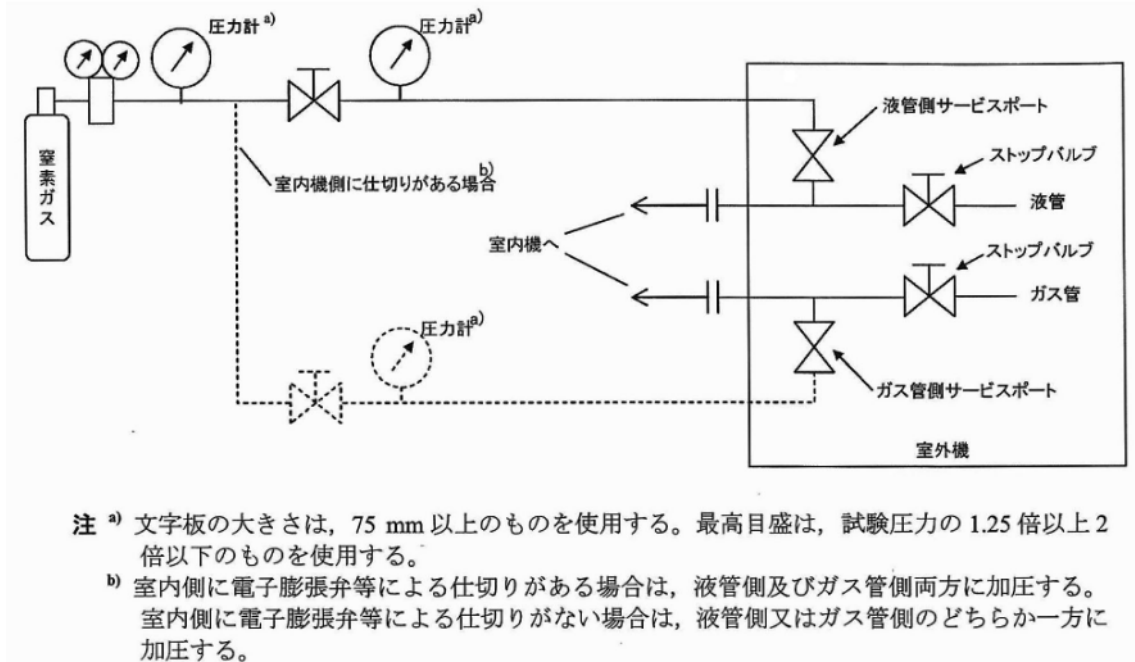 圧力計 a)
圧力計 a)
窒素ガス
室内機側に仕切りがある場合 b)
液管側サービスポート
ストップバルブ
液管
室内機へ
ストップバルブ
ガス管
圧力計 a)
ガス管側サービスポート
室外機
注 a) 文字板の大きさは，75 mm 以上のものを使用する。最高目盛は，試験圧力の 1.25 倍以上 2
倍以下のものを使用する。
b) 室内側に電子膨張弁等による仕切りがある場合は，液管側及びガス管側両方に加圧する。
室内側に電子膨張弁等による仕切りがない場合は，液管側又はガス管側のどちらか一方に
加圧する。